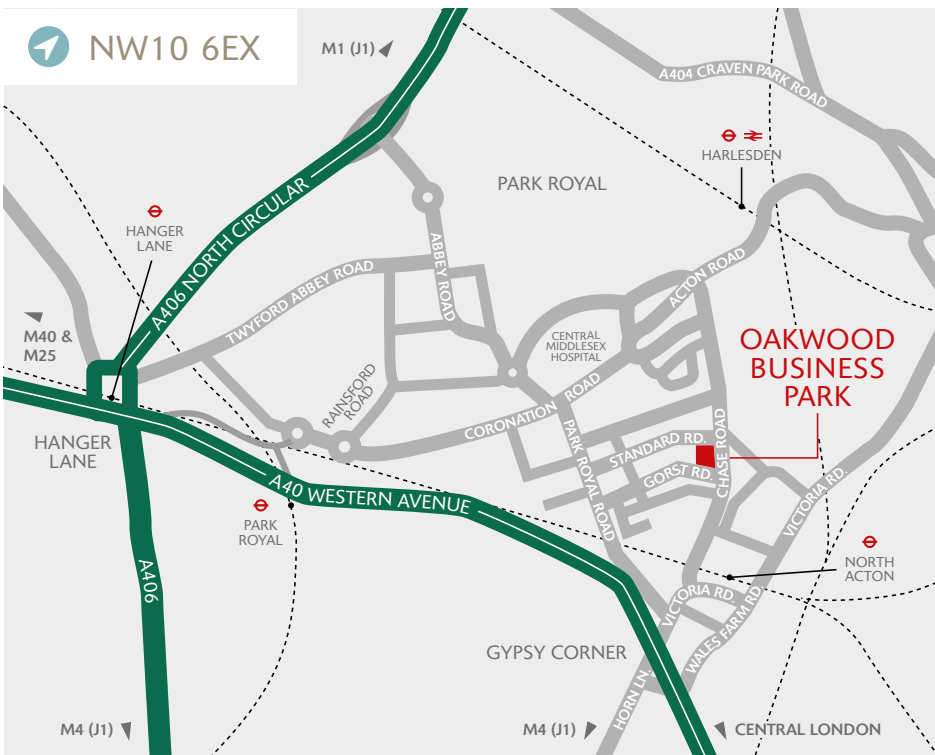 NW10 6EX
M1 (J1)
A404 CRAVEN PARK ROAD
HARLESDEN
PARK ROYAL
HANGER
LANE
A406 NORTH CIRCULAR
ABBEY ROAD
ACTON ROAD
TWYFORD ABBEY ROAD
M40 &
M25
CENTRAL
MIDDLESEX
HOSPITAL
OAKWOOD
BUSINESS
PARK
RAINSFORD
ROAD
CORONATION ROAD
HANGER
LANE
PARK ROYAL ROAD
STANDARD RD.
GORST RD.
CHASE ROAD
VICTORIA RD.
A40 WESTERN AVENUE
PARK
ROYAL
NORTH
ACTON
A406
VICTORIA RD.
WALES FARM RD.
GYPSY CORNER
HORN LN.
M4 (J1)
M4 (J1)
CENTRAL LONDON